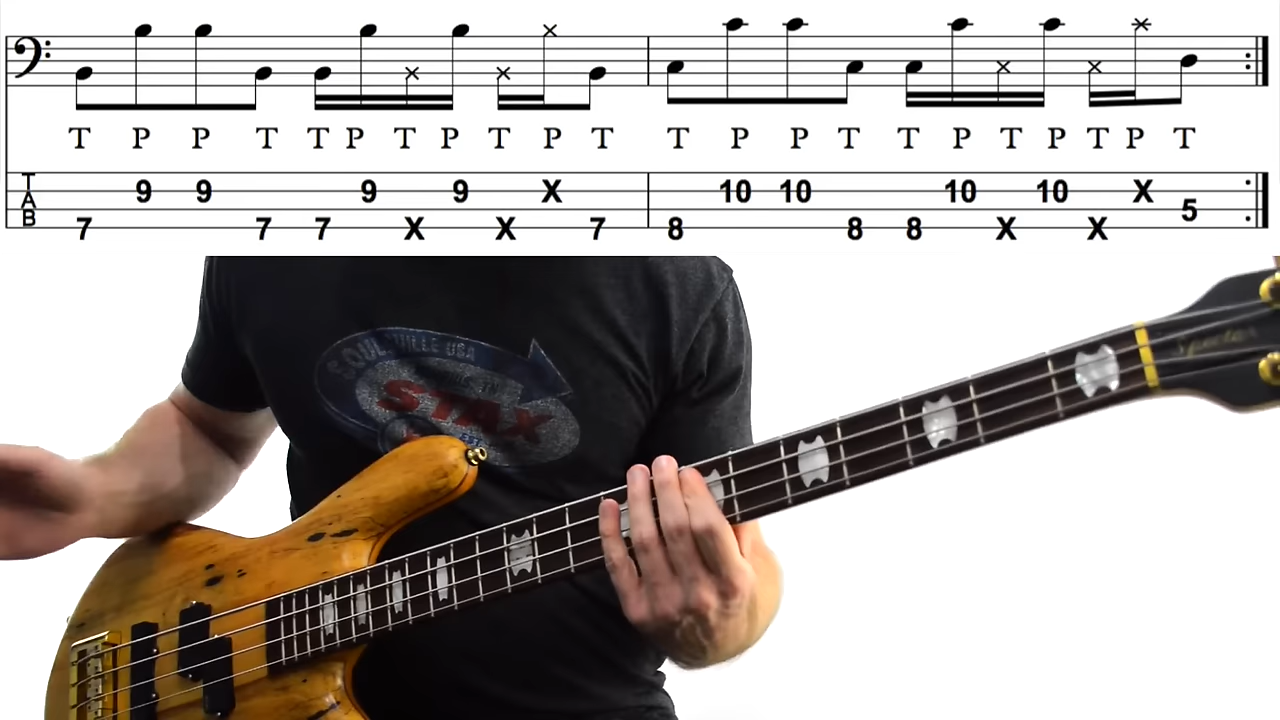 T P P T T P T P T P T T P P T T P T P T P T
T 9 9 9 9 X 10 10 10 10 X
A 5
B 7 7 7 X X 7 8 8 8 X X
SOULSVILLE USA
STAX
Specter